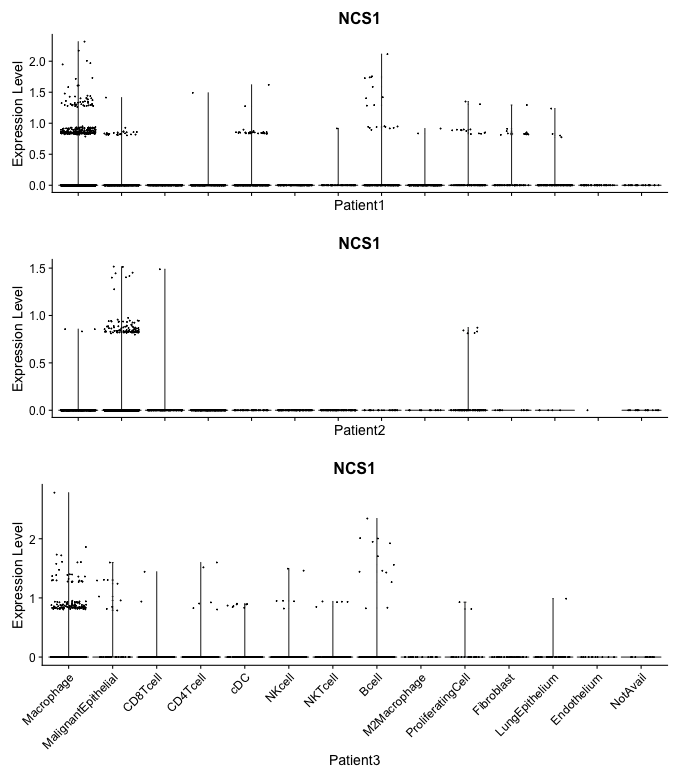 NCS1
Expression Level
2.0
1.5
1.0
0.5
0.0
Patient1
NCS1
Expression Level
1.5
1.0
0.5
0.0
Patient2
NCS1
Expression Level
2
1
0
Macrophage
MalignantEpithelial
CD8Tcell
CD4Tcell
cDC
NKcell
NKTcell
Bcell
M2Macrophage
ProliferatingCell
Fibroblast
LungEpithelium
Endothelium
NotAvail
Patient3